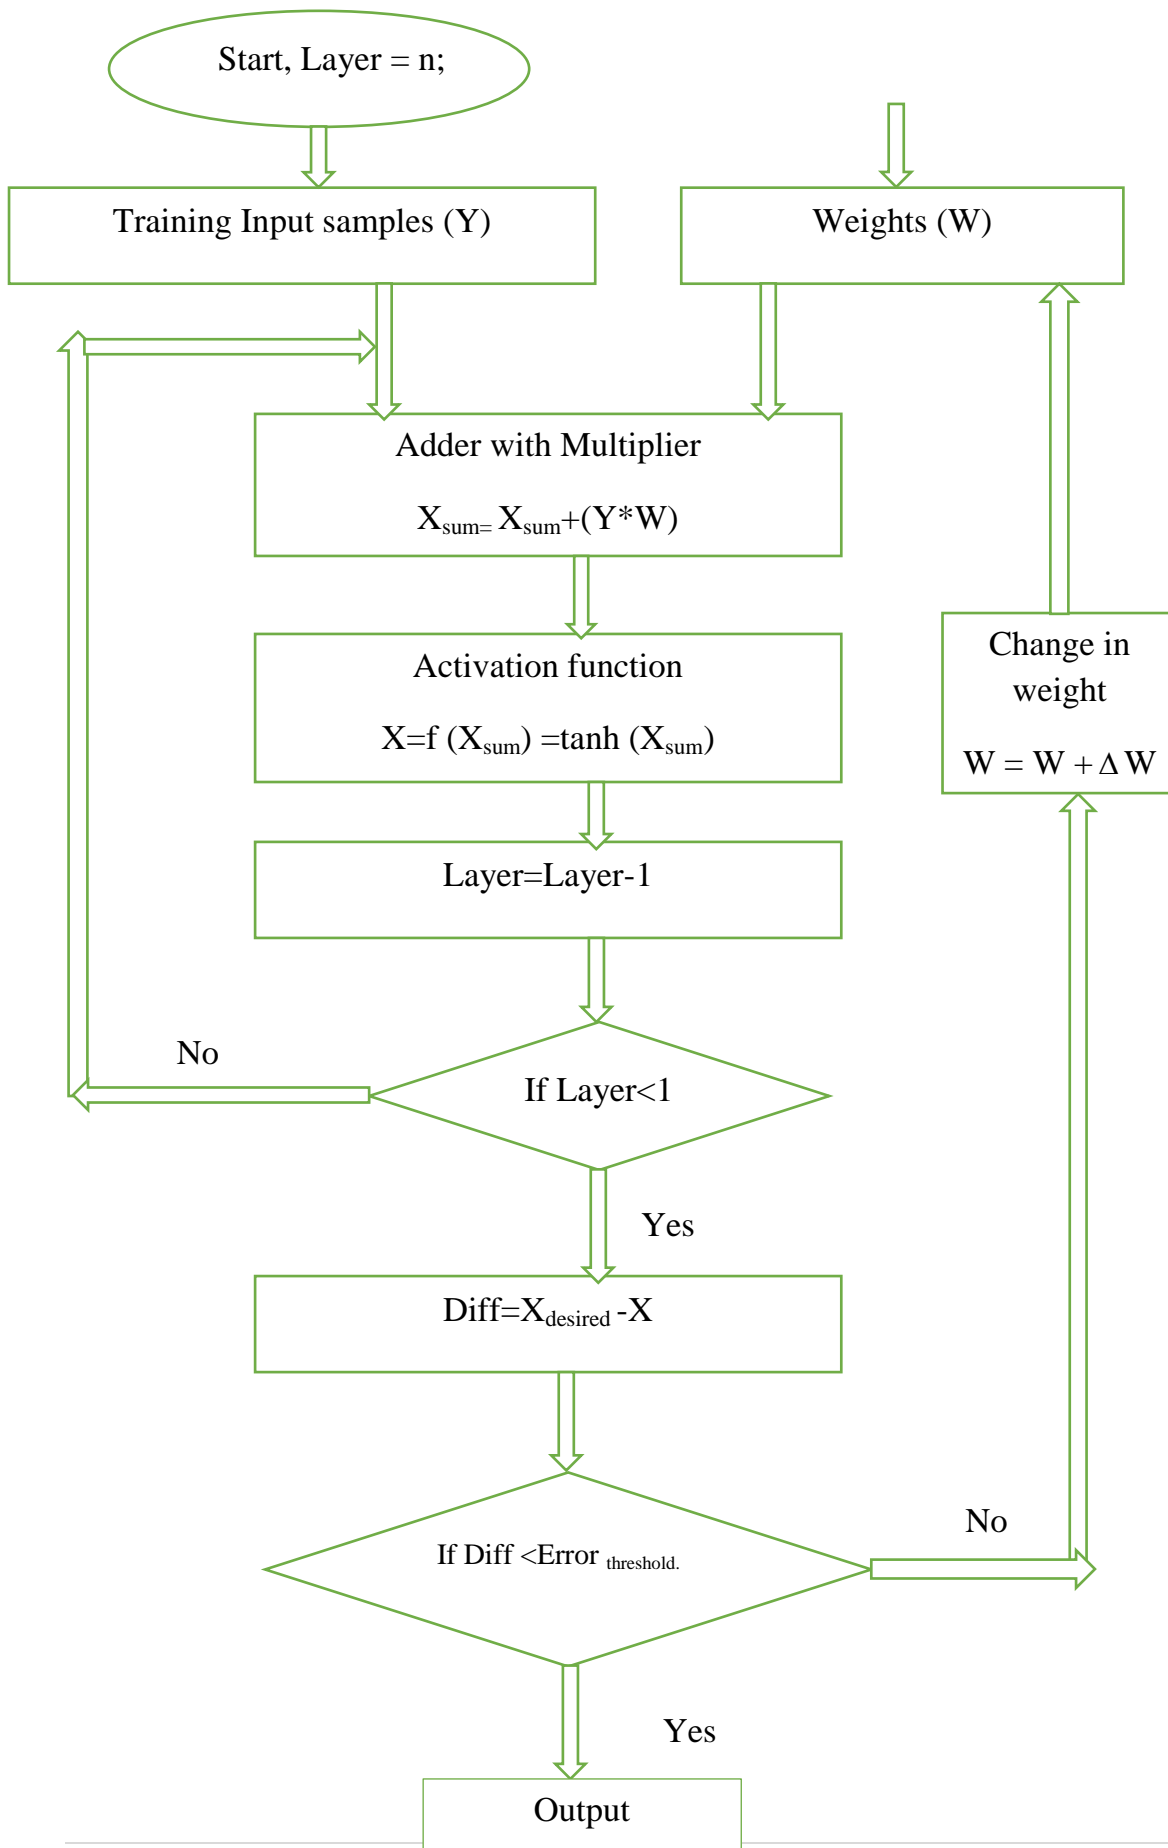 Start, Layer = n;
Training Input samples (Y)
Weights (W)
Adder with Multiplier
Xsum= Xsum+(Y*W)
Activation function
X=f (Xsum) =tanh (Xsum)
Change in
weight
W = W + Δ W
Layer=Layer-1
No
If Layer<1
Yes
Diff=Xdesired -X
No
If Diff <Error threshold.
Yes
Output